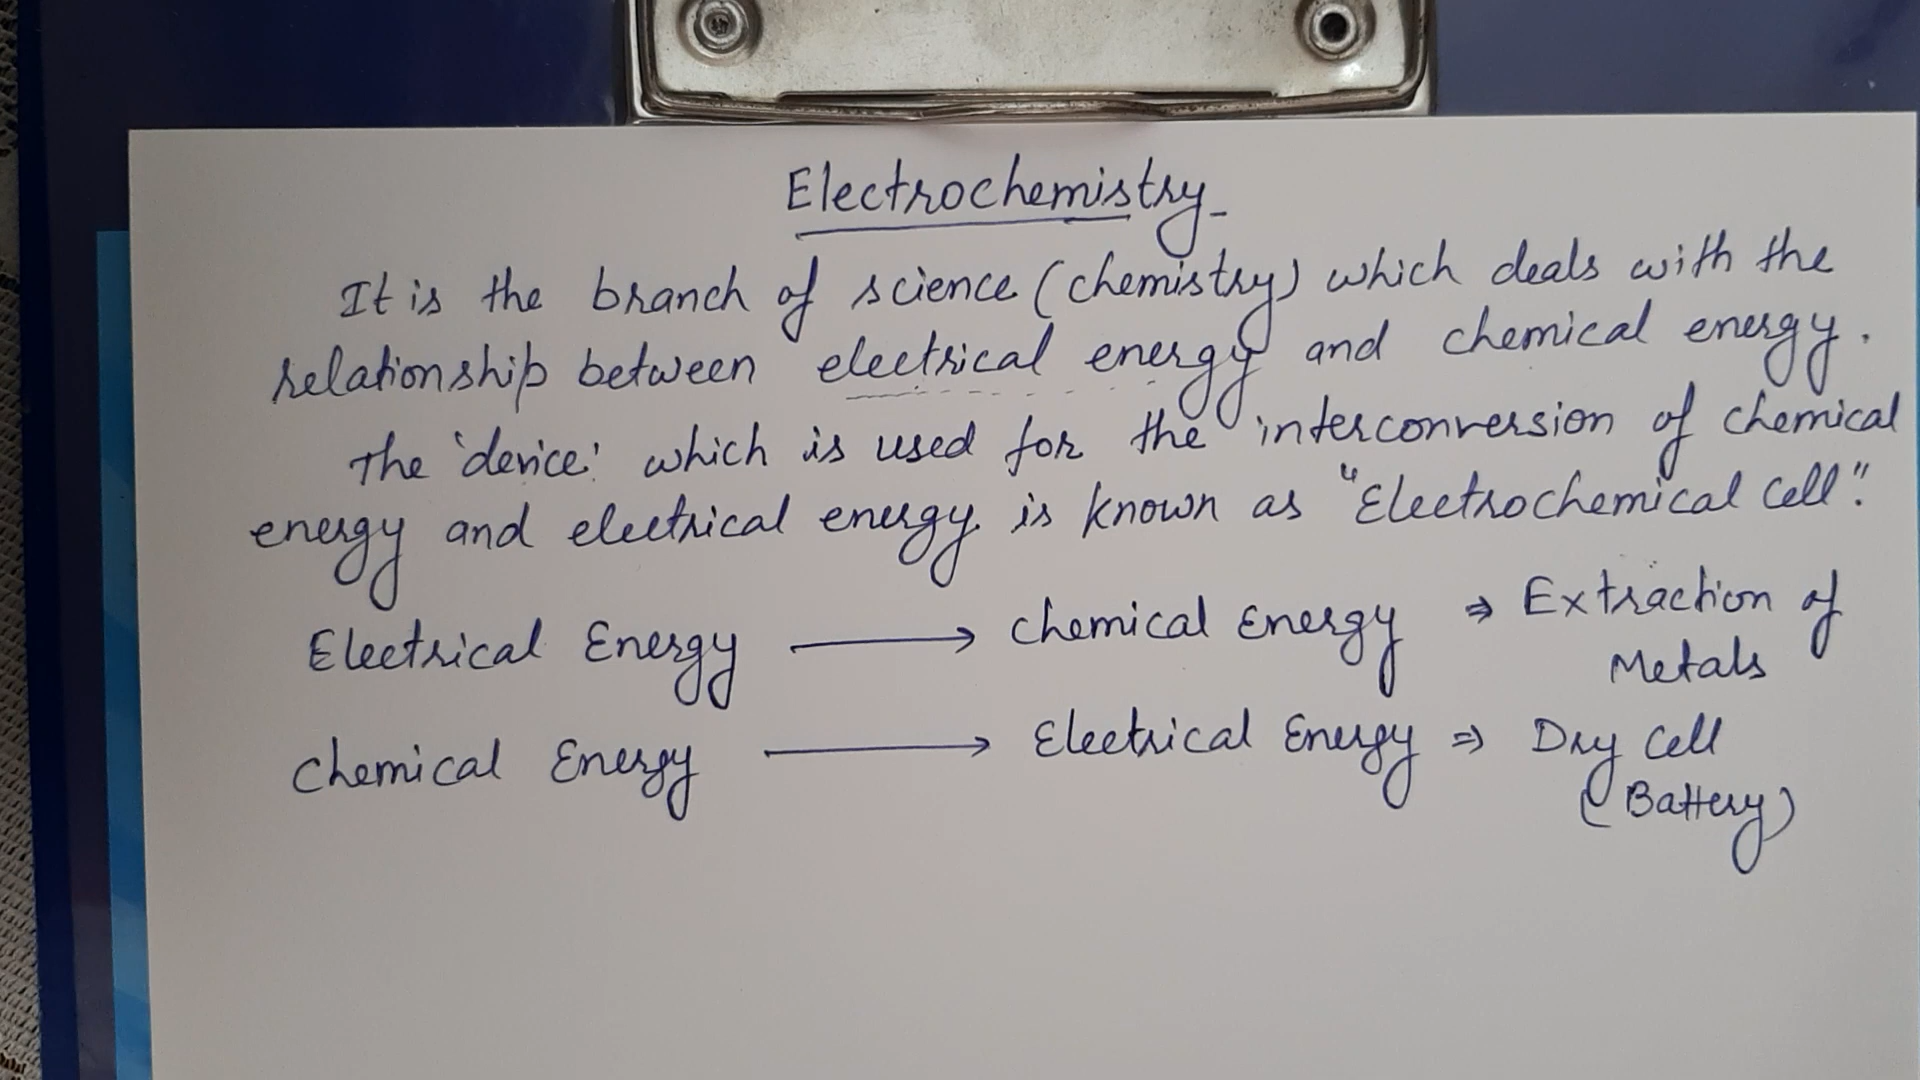 Electrochemistry
It is the branch of science (chemistry) which deals with the
relationship between electrical energy and chemical energy.
The 'device' which is used for the interconversion of chemical
energy and electrical energy is known as "Electrochemical Cell".
Electrical Energy → Chemical Energy ⇒ Extraction of
Metals
Chemical Energy → Electrical Energy ⇒ Dry Cell
(Battery)